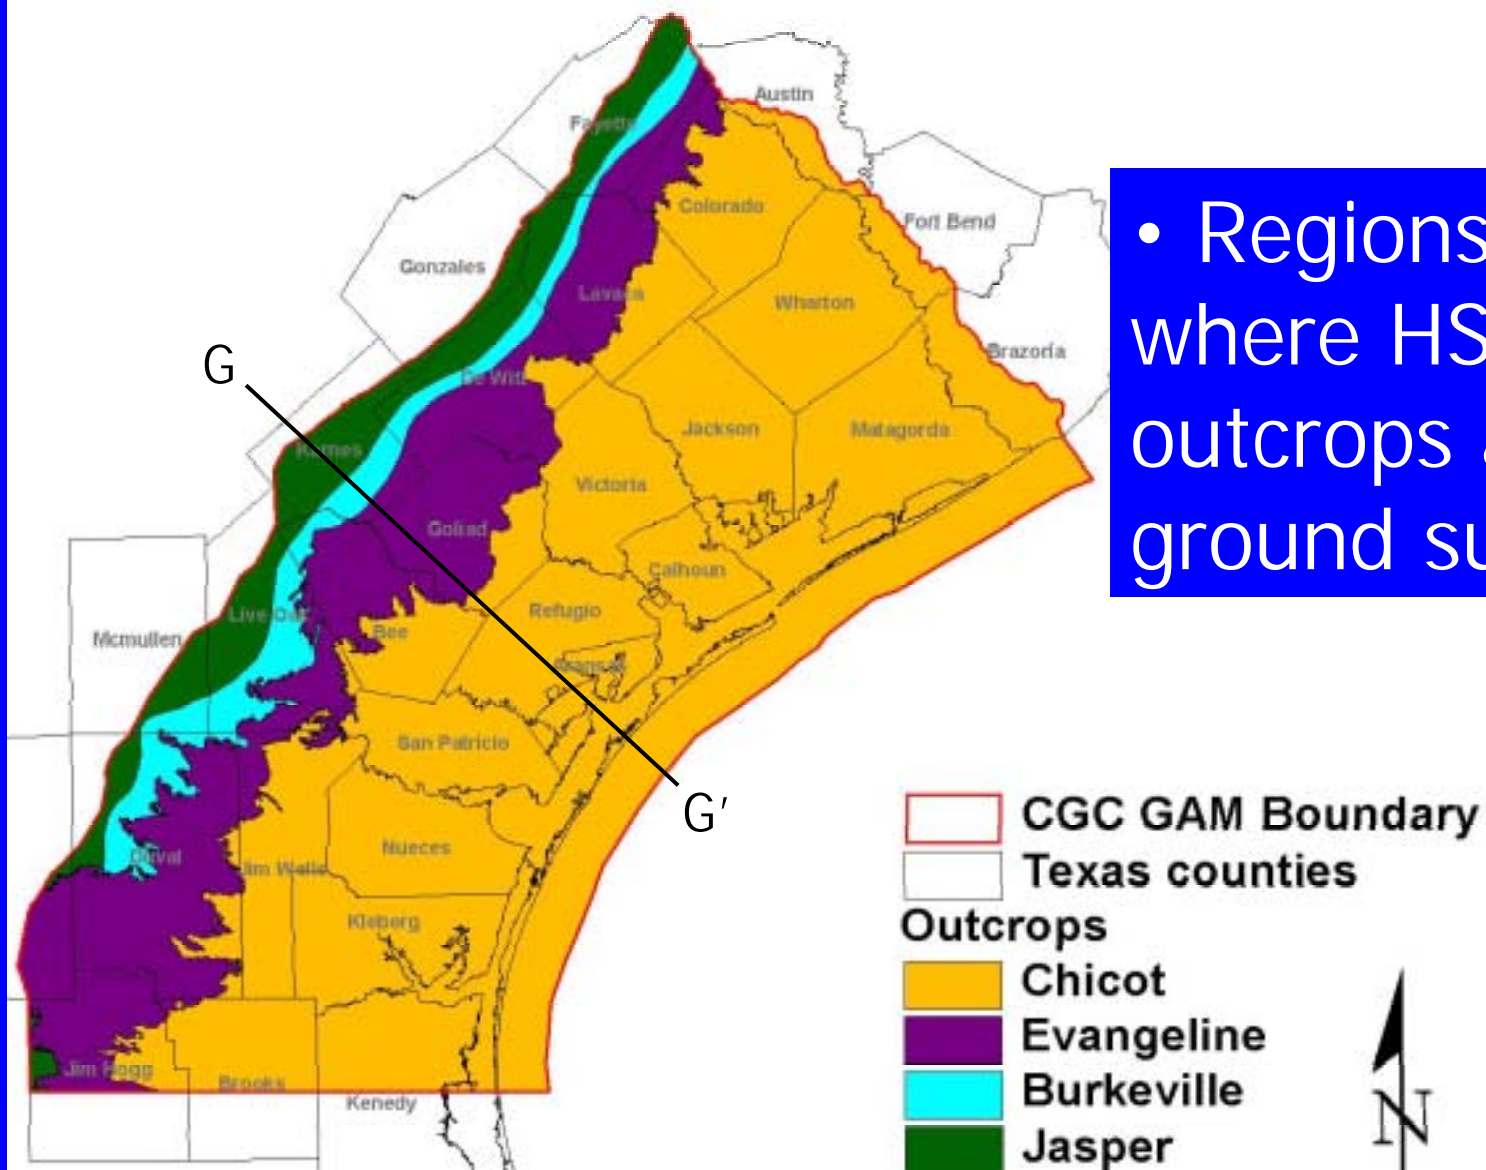 Austin
Fayette
Colorado
Fort Bend
Gonzales
Lavaca
Wharton
Brazoria
De Witt
Jackson
Matagorda
Karnes
Victoria
Goliad
Calhoun
Live Oak
Refugio
Mcmullen
Bee
Aransas
San Patricio
Nueces
Duval
Jim Wells
Kleberg
Jim Hogg
Brooks
Kenedy
G
G'
• Regions
where HS
outcrops
ground su
CGC GAM Boundary
Texas counties
Outcrops
Chicot
Evangeline
Burkeville
Jasper
N